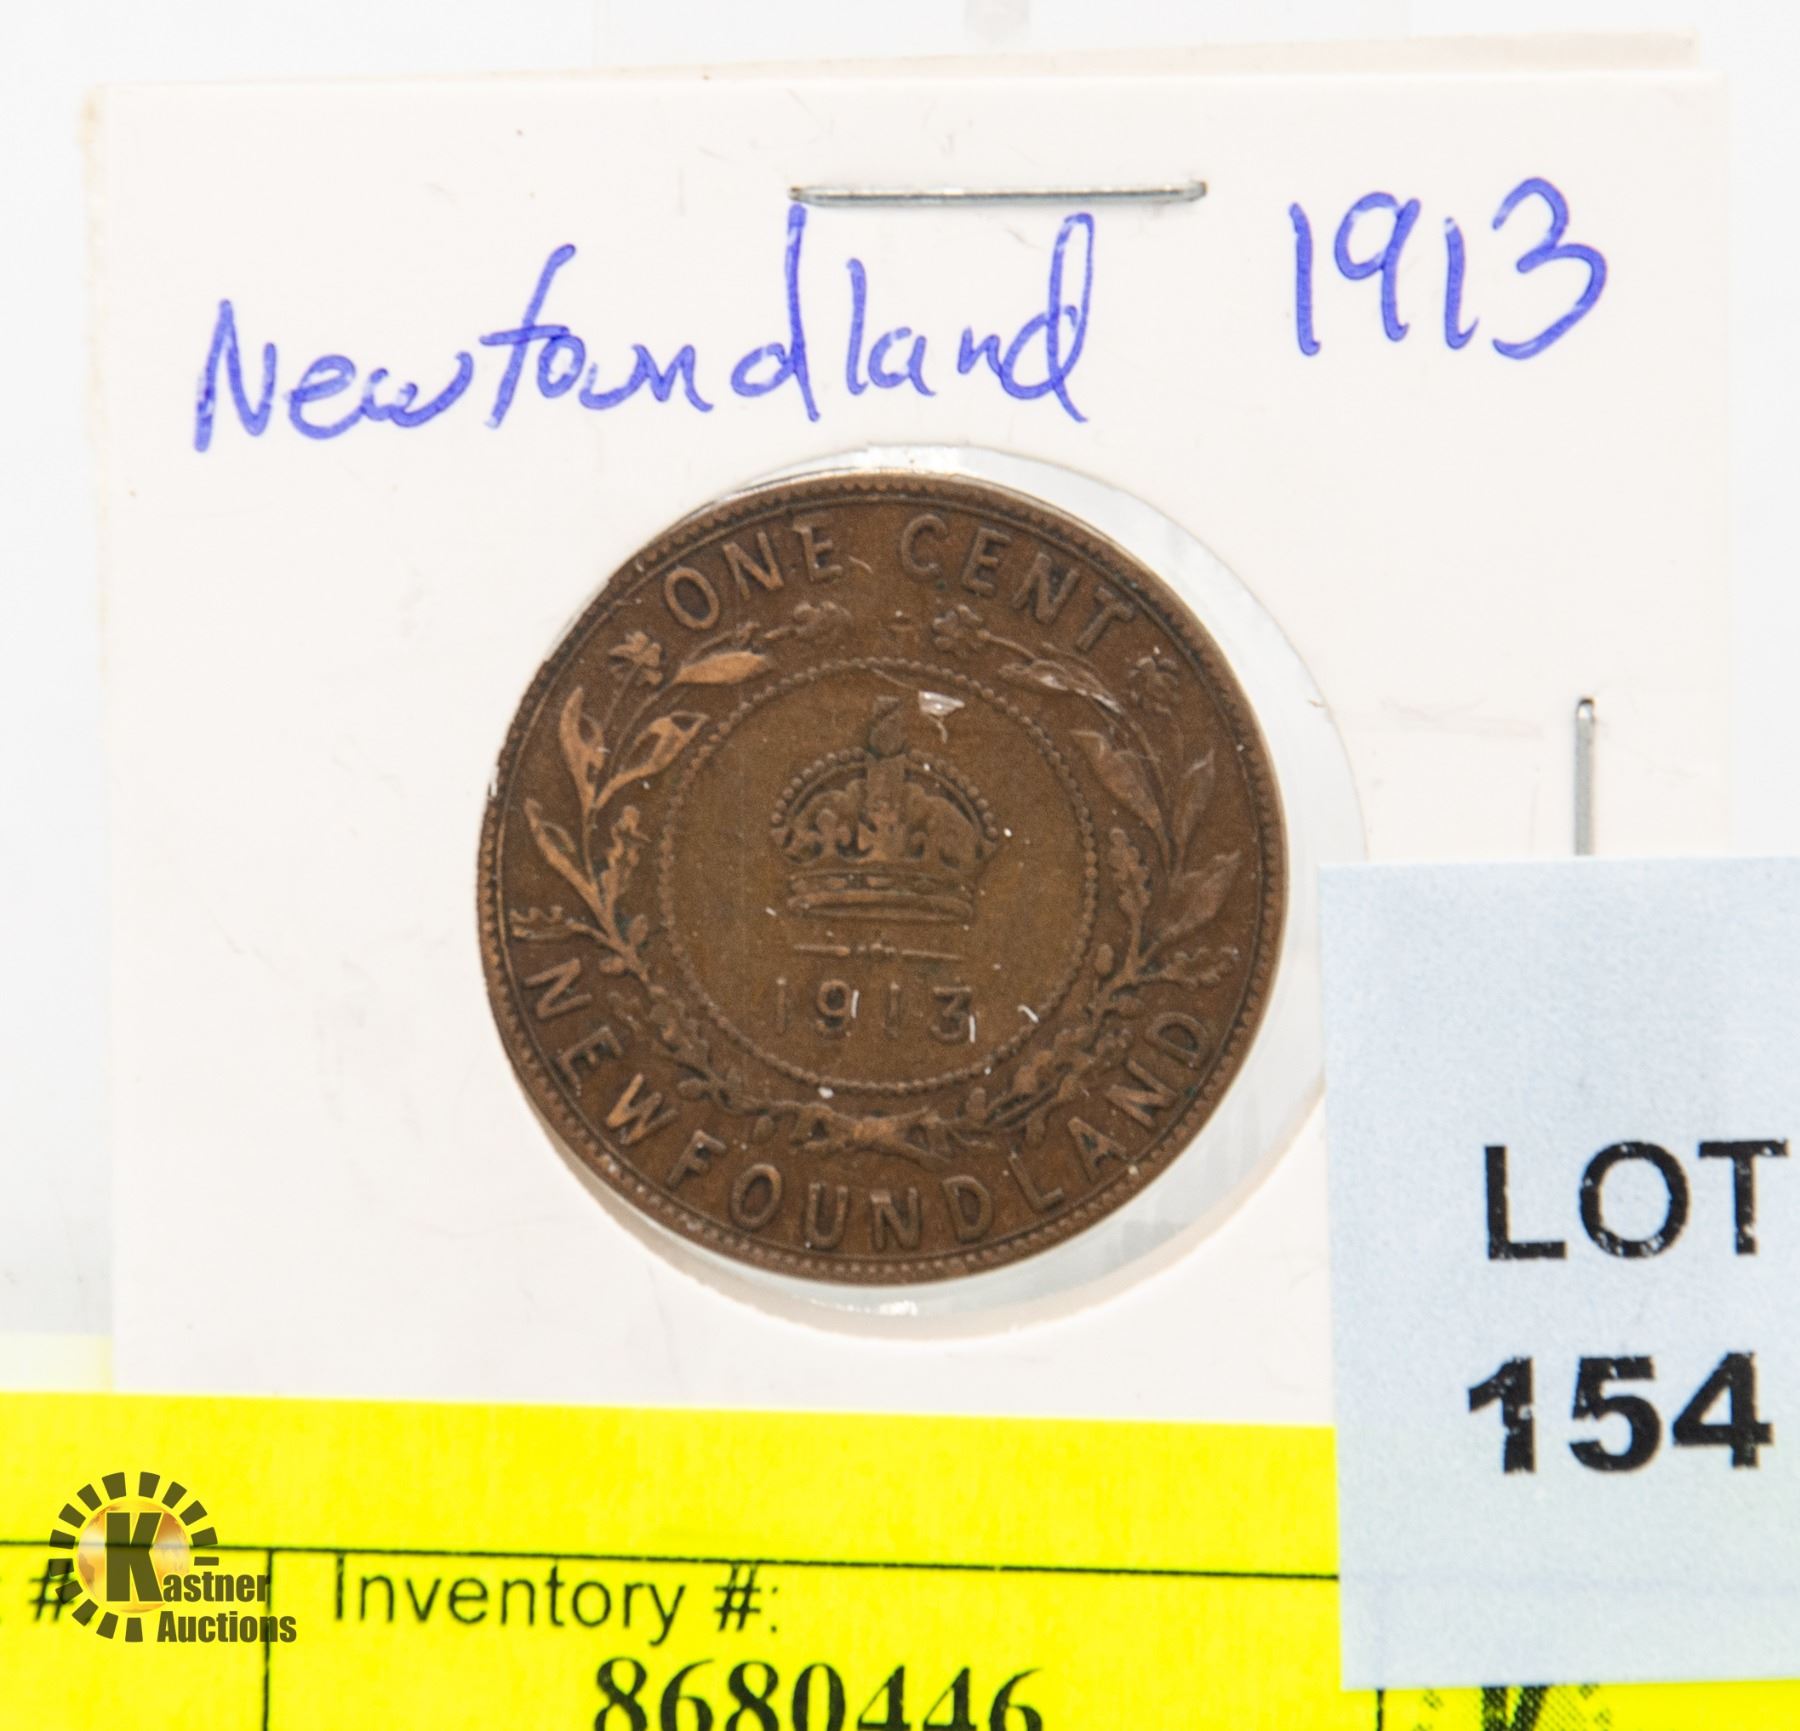 Newfoundland 1913
ONE CENT
1913
NEWFOUNDLAND
LOT
154
#
Inventory #:
8680446
Kastner
Auctions